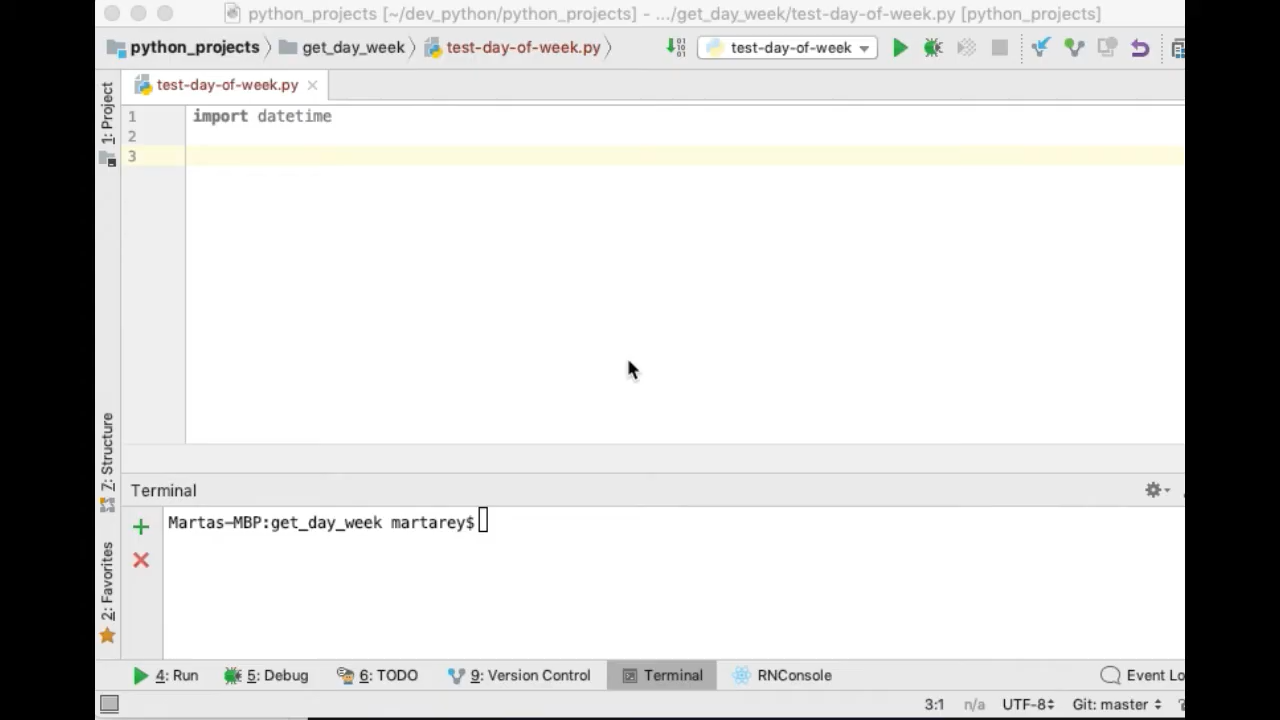 python_projects [~/dev_python/python_projects] - .../get_day_week/test-day-of-week.py [python_projects]
python_projects get_day_week test-day-of-week.py test-day-of-week
1: Project
test-day-of-week.py
1 import datetime
2
3
7: Structure
2: Favorites
Terminal
Martas-MBP:get_day_week martarey$
4: Run 5: Debug 6: TODO 9: Version Control Terminal RNConsole Event Lo
3:1 n/a UTF-8 Git: master